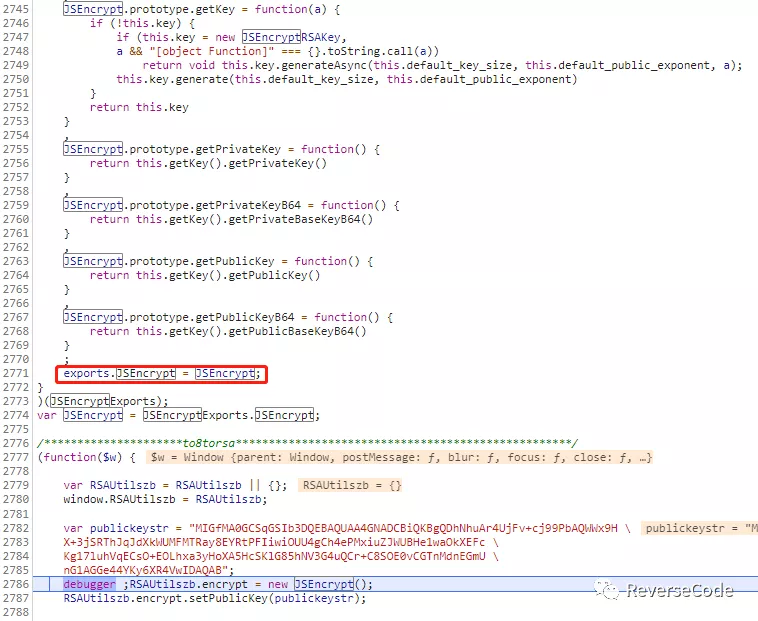 2745 JSEncrypt.prototype.getKey = function(a) {
2746 if (!this.key) {
2747 if (this.key = new JSEncryptRSAKey,
2748 a && "[object Function]" === {}.toString.call(a))
2749 return void this.key.generateAsync(this.default_key_size, this.default_public_exponent, a);
2750 this.key.generate(this.default_key_size, this.default_public_exponent)
2751 }
2752 return this.key
2753 }
2754 ,
2755 JSEncrypt.prototype.getPrivateKey = function() {
2756 return this.getKey().getPrivateKey()
2757 }
2758 ,
2759 JSEncrypt.prototype.getPrivateKeyB64 = function() {
2760 return this.getKey().getPrivateBaseKeyB64()
2761 }
2762 ,
2763 JSEncrypt.prototype.getPublicKey = function() {
2764 return this.getKey().getPublicKey()
2765 }
2766 ,
2767 JSEncrypt.prototype.getPublicKeyB64 = function() {
2768 return this.getKey().getPublicBaseKeyB64()
2769 }
2770 ;
2771 exports.JSEncrypt = JSEncrypt;
2772 }
2773 )(JSEncryptExports);
2774 var JSEncrypt = JSEncryptExports.JSEncrypt;
2775
2776 /*********************to8torsa***************************************************/
2777 (function($w) { $w = Window {parent: Window, postMessage: ƒ, blur: ƒ, focus: ƒ, close: ƒ, …}
2778
2779 var RSAUtilszb = RSAUtilszb || {}; RSAUtilszb = {}
2780 window.RSAUtilszb = RSAUtilszb;
2781
2782 var publickeystr = "MIGfMA0GCSqGSIb3DQEBAQUAA4GNADCBiQKBgQDhNhuAr4UjFv+cj99PbAQWWx9H \ publickeystr = "M
2783 X+3jSRThJqJdXkWUMFMTRay8EYRtPFIiwiOUU4gCh4ePMxiuZJWUBHe1waOkXEFc \
2784 Kg17luhVqECsO+EOLhxa3yHoXA5HcSKlG85hNV3G4uQCr+C8SOE0vCGTnMdnEGmU \
2785 nG1AGGe44YKy6XR4VwIDAQAB";
2786 debugger ;RSAUtilszb.encrypt = new JSEncrypt();
2787 RSAUtilszb.encrypt.setPublicKey(publickeystr);
2788
ReverseCode